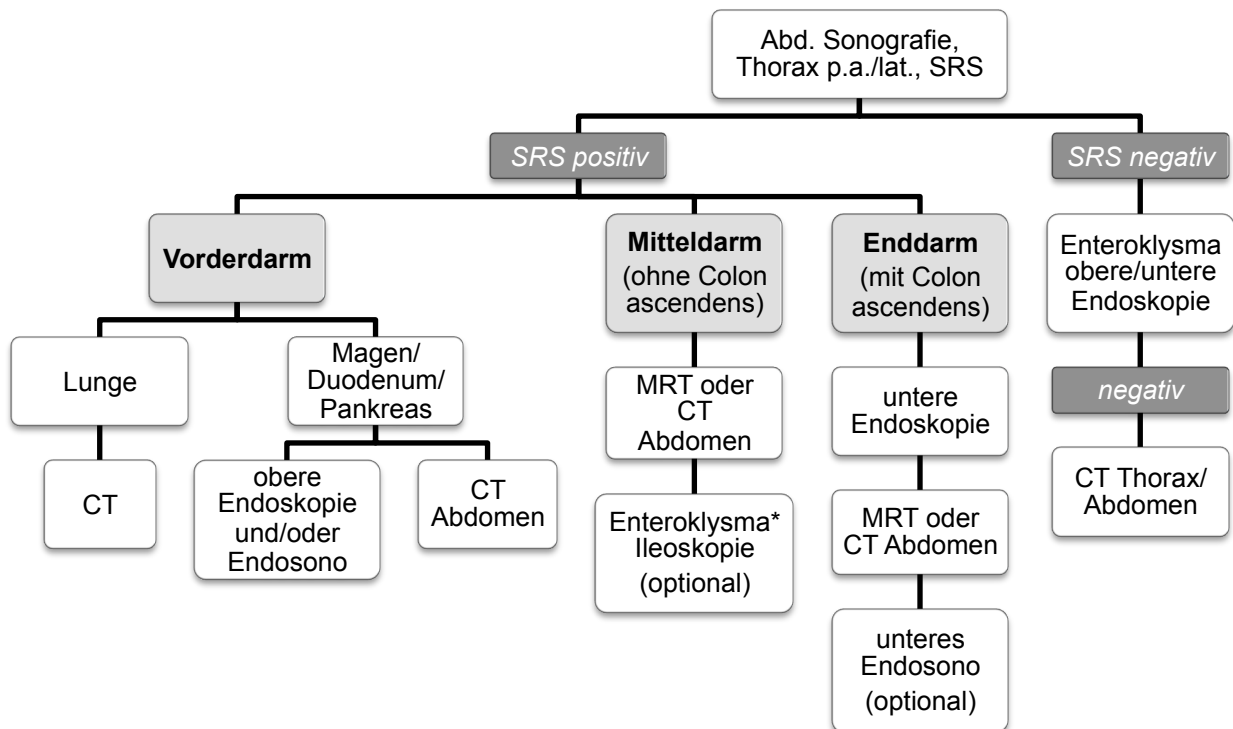 Abd. Sonografie,
Thorax p.a./lat., SRS
SRS positiv
SRS negativ
Vorderdarm
Mitteldarm
(ohne Colon
ascendens)
Enddarm
(mit Colon
ascendens)
Enteroklysma
obere/untere
Endoskopie
Lunge
Magen/
Duodenum/
Pankreas
MRT oder
CT
Abdomen
untere
Endoskopie
negativ
CT
obere
Endoskopie
und/oder
Endosono
CT
Abdomen
Enteroklysma*
Ileoskopie
(optional)
MRT oder
CT Abdomen
CT Thorax/
Abdomen
unteres
Endosono
(optional)